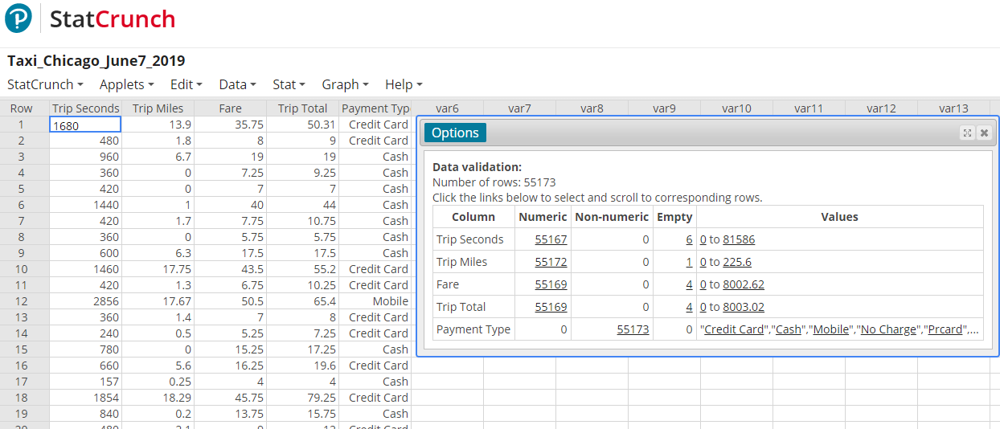 StatCrunch
Taxi_Chicago_June7_2019
StatCrunch Applets Edit Data Stat Graph Help
Row Trip Seconds Trip Miles Fare Trip Total Payment Typ var6 var7 var8 var9 var10 var11 var12 var13
1 1680 13.9 35.75 50.31 Credit Card
2 480 1.8 8 9 Credit Card
3 960 6.7 19 19 Cash
4 360 0 7.25 9.25 Cash
5 420 0 7 7 Cash
6 1440 1 40 44 Cash
7 420 1.7 7.75 10.75 Cash
8 360 0 5.75 5.75 Cash
9 600 6.3 17.5 17.5 Cash
10 1460 17.75 43.5 55.2 Credit Card
11 420 1.3 6.75 10.25 Credit Card
12 2856 17.67 50.5 65.4 Mobile
13 360 1.4 7 8 Credit Card
14 240 0.5 5.25 7.25 Credit Card
15 780 0 15.25 17.25 Cash
16 660 5.6 16.25 19.6 Credit Card
17 157 0.25 4 4 Cash
18 1854 18.29 45.75 79.25 Credit Card
19 840 0.2 13.75 15.75 Cash
Options
Data validation:
Number of rows: 55173
Click the links below to select and scroll to corresponding rows.
Column Numeric Non-numeric Empty Values
Trip Seconds 55167 0 6 0 to 81586
Trip Miles 55172 0 1 0 to 225.6
Fare 55169 0 4 0 to 8002.62
Trip Total 55169 0 4 0 to 8003.02
Payment Type 0 55173 0 "Credit Card","Cash","Mobile","No Charge","Prcard",...